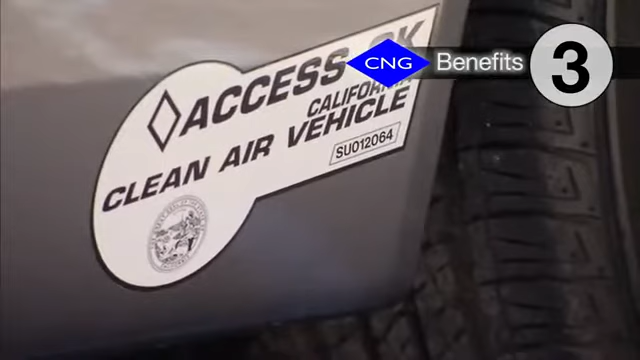 ACCESS OK
CALIFORNIA
CLEAN AIR VEHICLE
SU012064
CNG Benefits 3